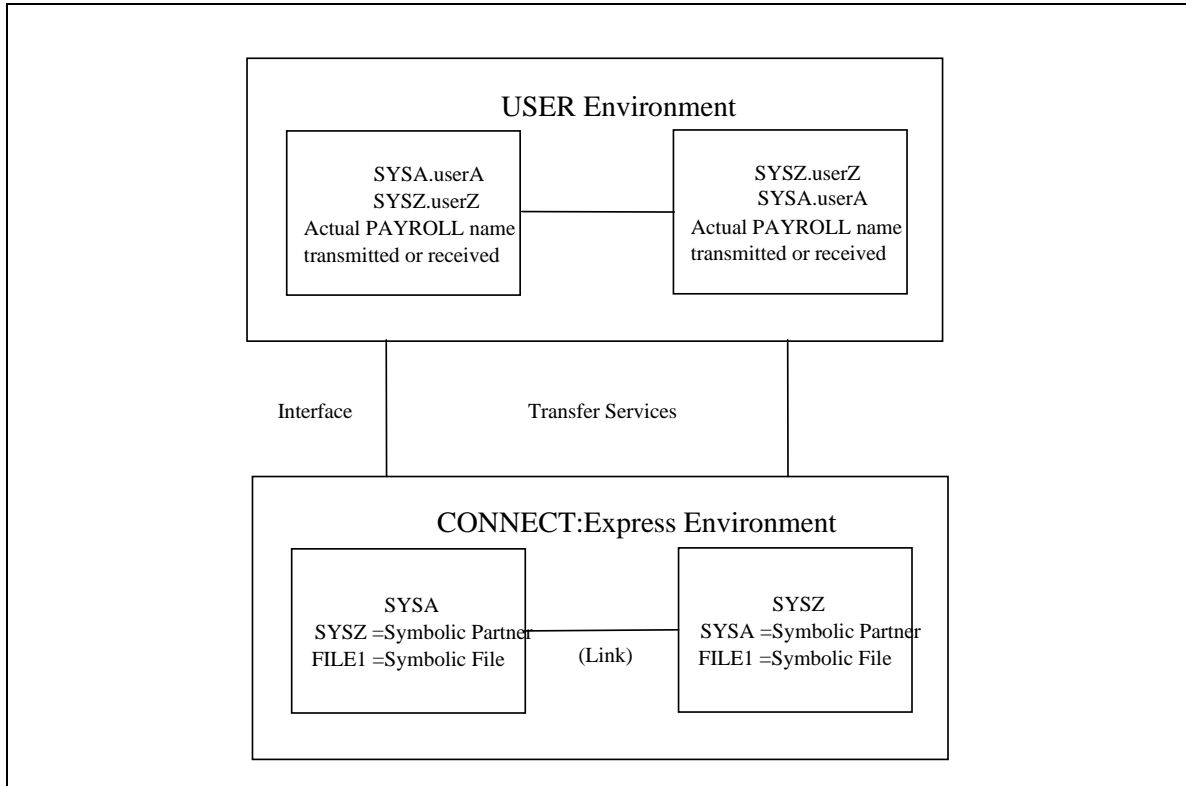 USER Environment
SYSA.userA
SYSZ.userZ
Actual PAYROLL name
transmitted or received
SYSZ.userZ
SYSA.userA
Actual PAYROLL name
transmitted or received
Interface
Transfer Services
CONNECT:Express Environment
SYSA
SYSZ =Symbolic Partner
FILE1 =Symbolic File
(Link)
SYSZ
SYSA =Symbolic Partner
FILE1 =Symbolic File